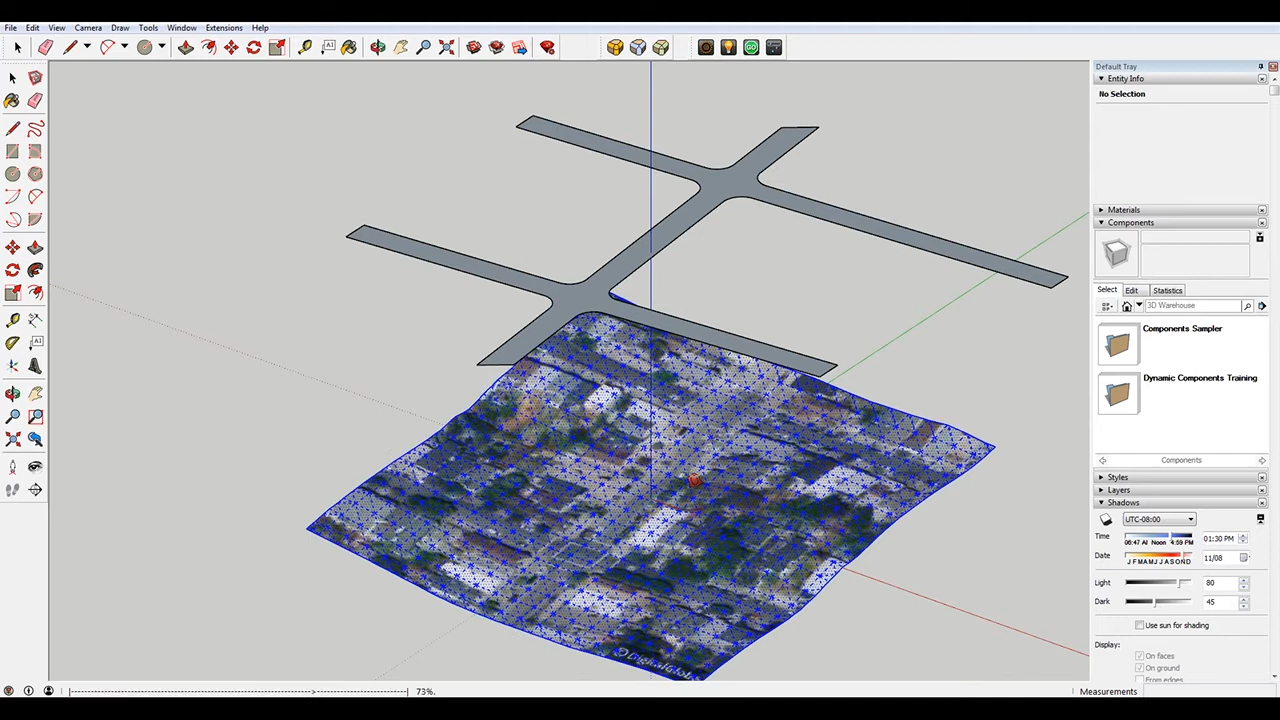 File Edit View Camera Draw Tools Window Extensions Help
Default Tray
Entity Info
No Selection
Materials
Components
Select Edit Statistics
3D Warehouse
Components Sampler
Dynamic Components Training
Components
Styles
Layers
Shadows
UTC-08:00
Time 01:30 PM
06:47 AM Noon 4:59 PM
Date 11/08
J F M A M J J A S O N D
Light 80
Dark 45
Use sun for shading
Display:
On faces
On ground
From edges
GO
73%.
Measurements